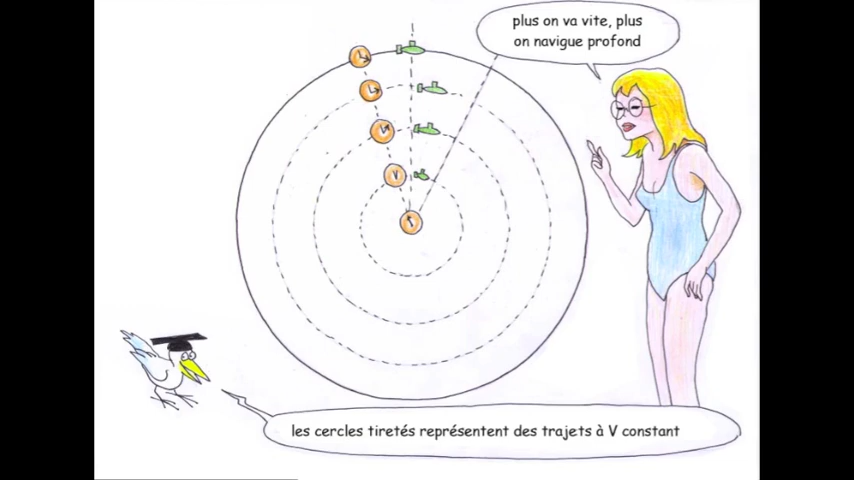 plus on va vite, plus
on navigue profond
les cercles tiretés représentent des trajets à V constant